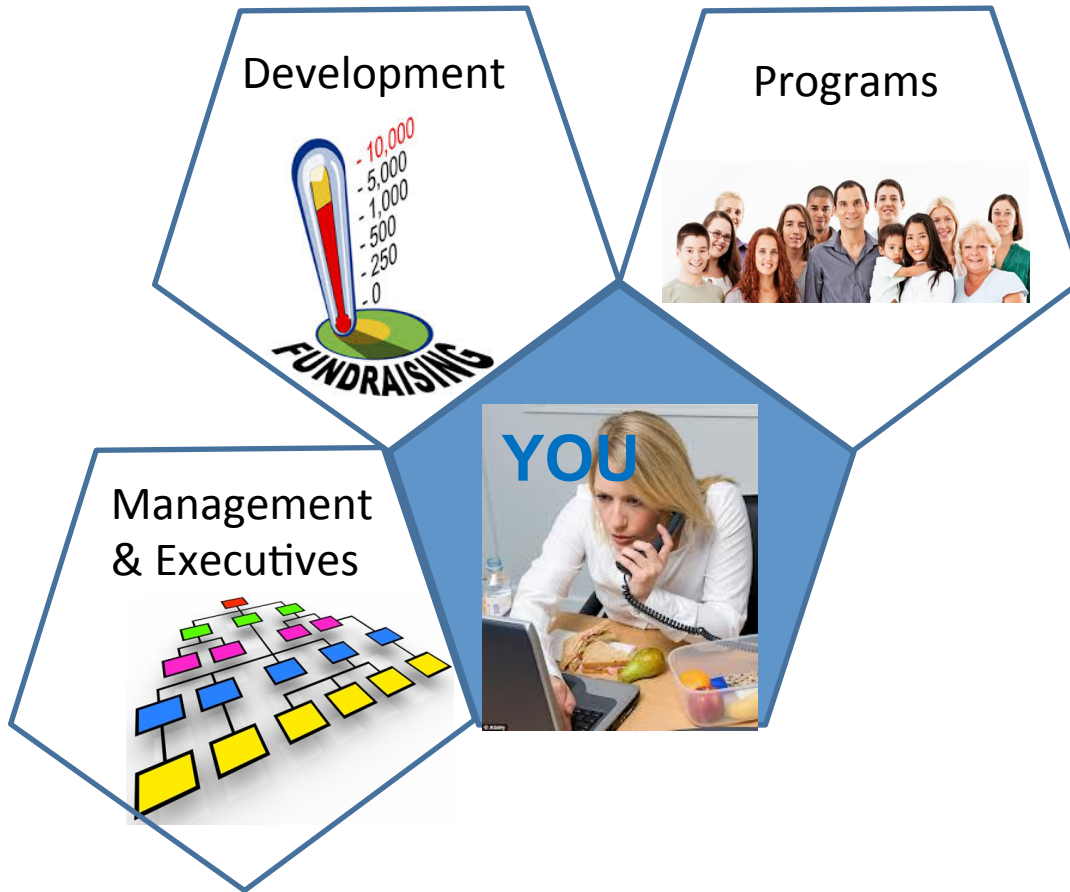 Development
Programs
- 10,000
- 5,000
- 1,000
- 500
- 250
- 0
FUNDRAISING
YOU
Management
& Executives